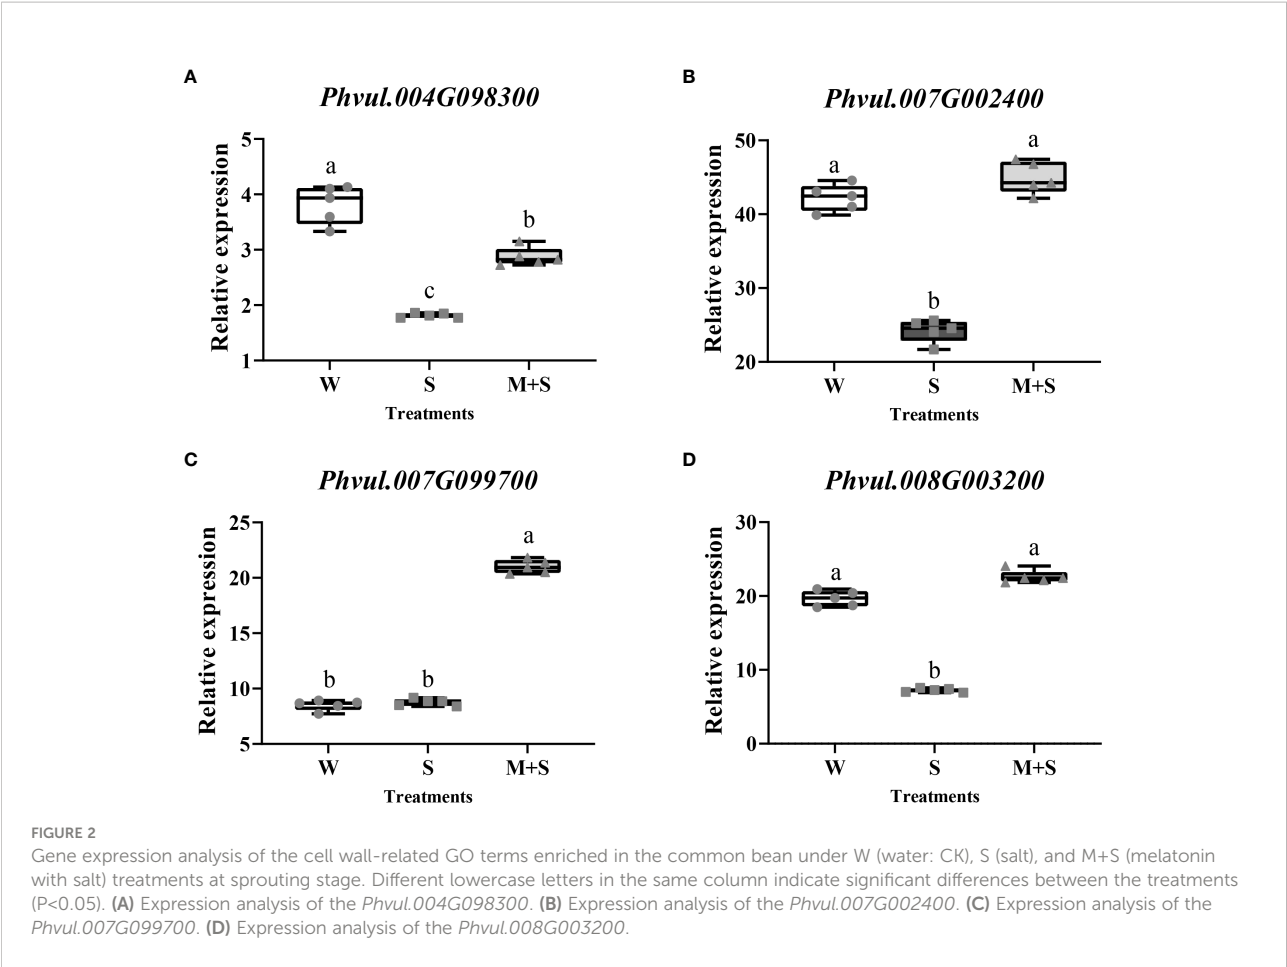 A
Phvul.004G098300
5
4
3
2
1
Relative expression
a
c
b
W S M+S
Treatments
B
Phvul.007G002400
50
40
30
20
Relative expression
a
b
a
W S M+S
Treatments
C
Phvul.007G099700
25
20
15
10
5
Relative expression
b
b
a
W S M+S
Treatments
D
Phvul.008G003200
30
20
10
0
Relative expression
a
b
a
W S M+S
Treatments
FIGURE 2
Gene expression analysis of the cell wall-related GO terms enriched in the common bean under W (water: CK), S (salt), and M+S (melatonin
with salt) treatments at sprouting stage. Different lowercase letters in the same column indicate significant differences between the treatments
(P<0.05). (A) Expression analysis of the Phvul.004G098300. (B) Expression analysis of the Phvul.007G002400. (C) Expression analysis of the
Phvul.007G099700. (D) Expression analysis of the Phvul.008G003200.